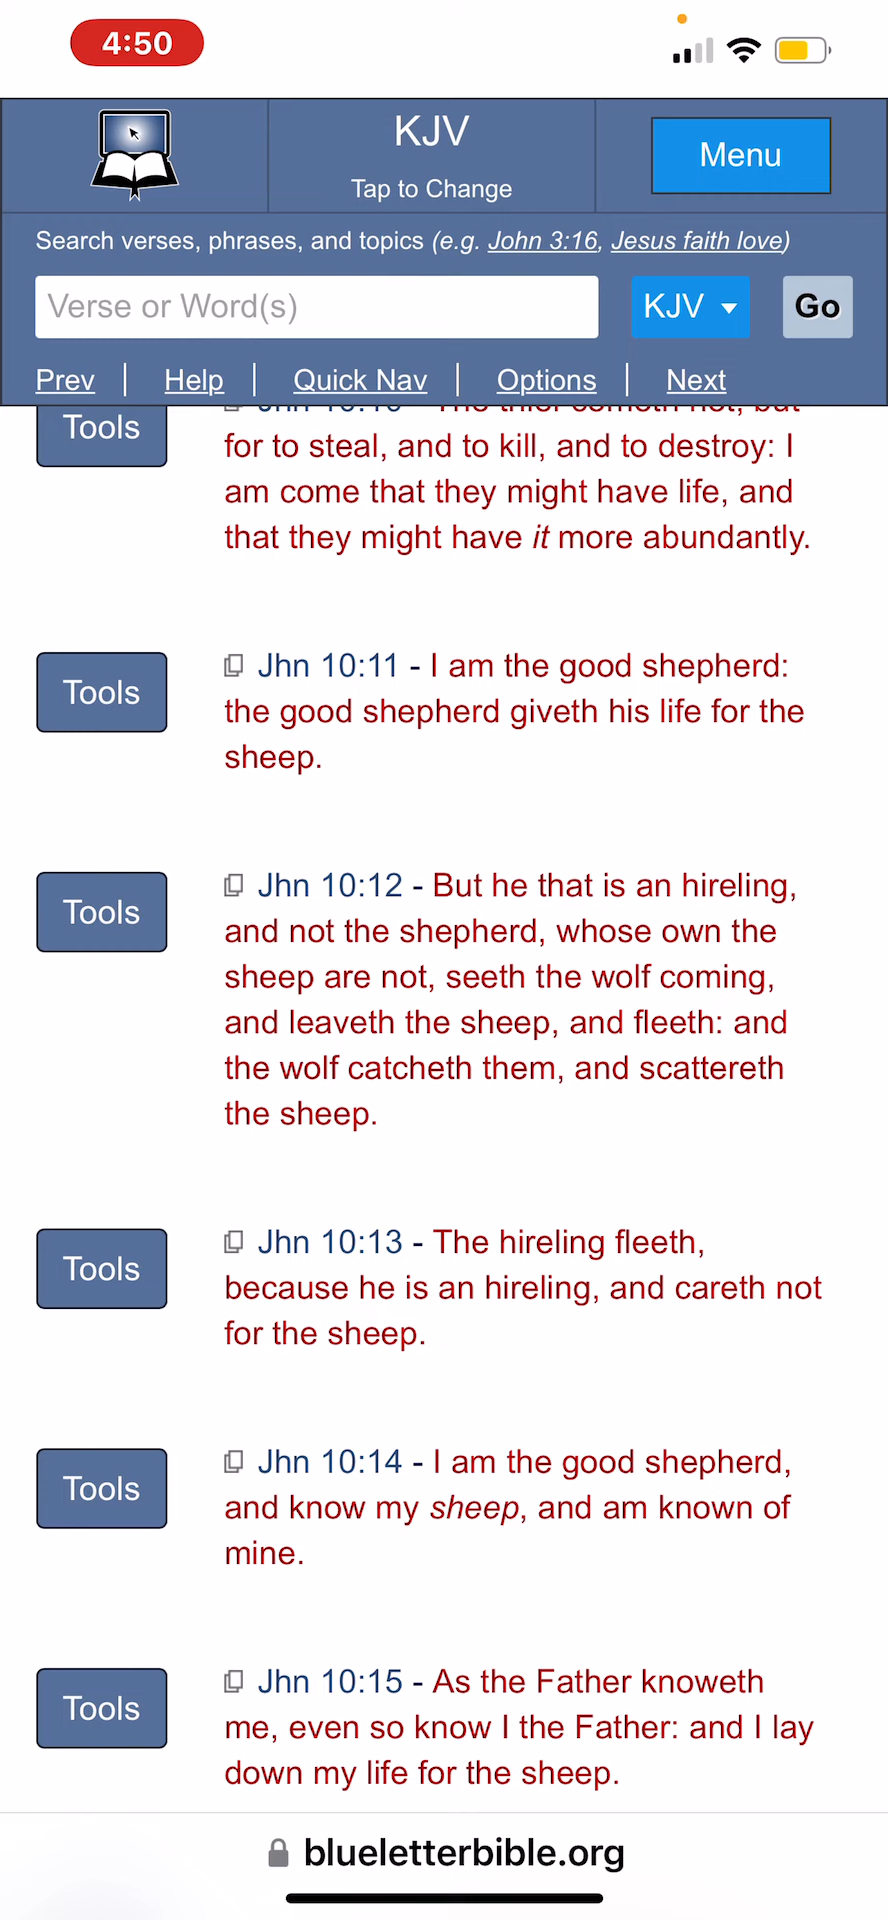 4:50
KJV
Tap to Change
Menu
Search verses, phrases, and topics (e.g. John 3:16, Jesus faith love)
Verse or Word(s)
KJV
Go
Prev | Help | Quick Nav | Options | Next
Tools
Jhn 10:10 - The thief cometh not, but
for to steal, and to kill, and to destroy: I
am come that they might have life, and
that they might have it more abundantly.
Tools
Jhn 10:11 - I am the good shepherd:
the good shepherd giveth his life for the
sheep.
Tools
Jhn 10:12 - But he that is an hireling,
and not the shepherd, whose own the
sheep are not, seeth the wolf coming,
and leaveth the sheep, and fleeth: and
the wolf catcheth them, and scattereth
the sheep.
Tools
Jhn 10:13 - The hireling fleeth,
because he is an hireling, and careth not
for the sheep.
Tools
Jhn 10:14 - I am the good shepherd,
and know my sheep, and am known of
mine.
Tools
Jhn 10:15 - As the Father knoweth
me, even so know I the Father: and I lay
down my life for the sheep.
blueletterbible.org